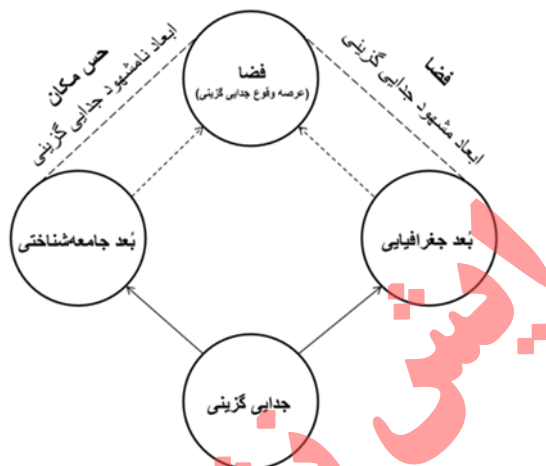 فضا
(عرصه وقوع جدایی گزینی)
فضا
ابعاد مشهود جدایی گزینی
حس مکان
ابعاد نامشهود جدایی گزینی
بُعد جغرافیایی
بُعد جامعه‌شناختی
جدایی گزینی